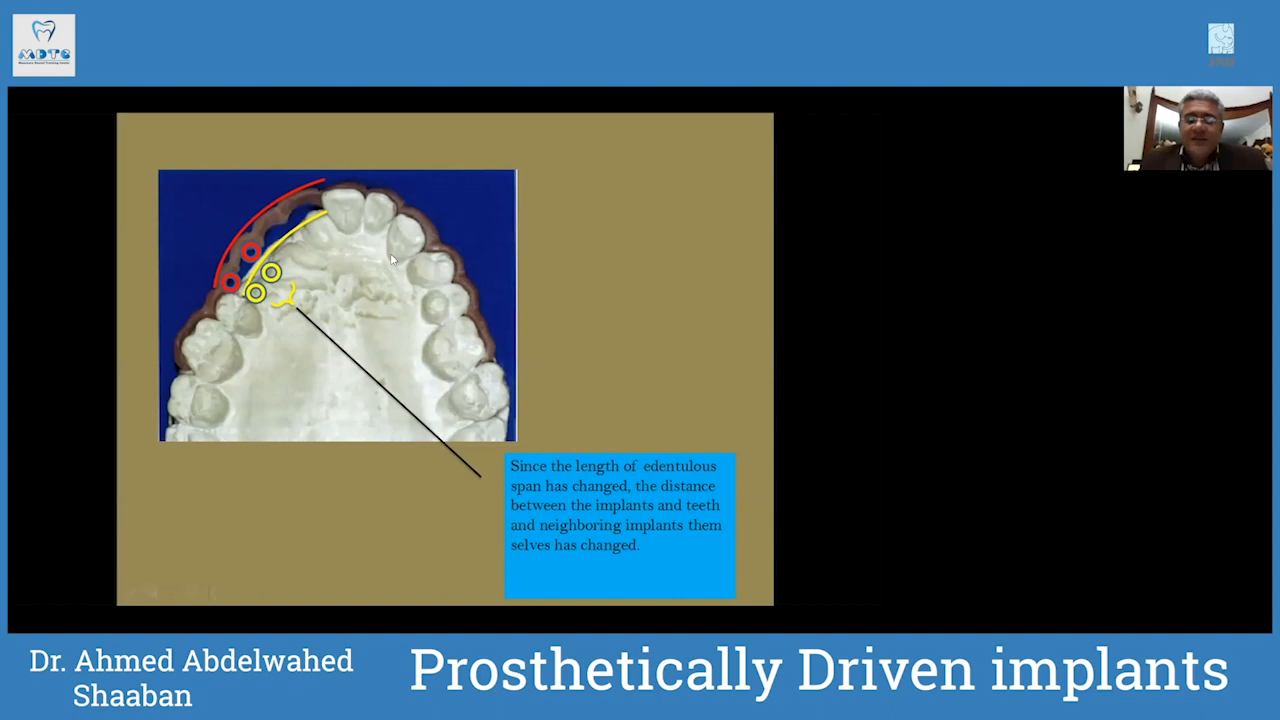 MDTC
Since the length of edentulous
span has changed, the distance
between the implants and teeth
and neighboring implants them
selves has changed.
Dr. Ahmed Abdelwahed
Shaaban
Prosthetically Driven implants